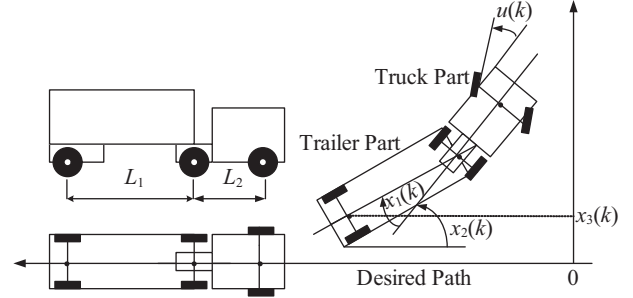 u(k)
Truck Part
Trailer Part
L₁
L₂
x₁(k)
x₂(k)
x₃(k)
Desired Path
0